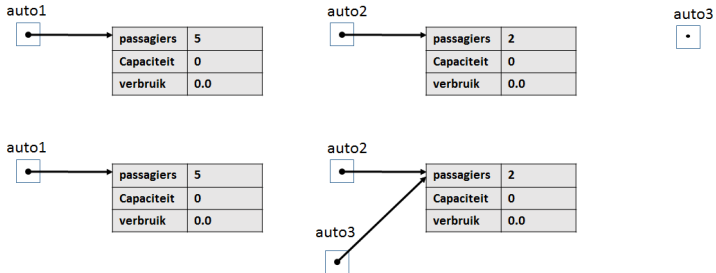 auto1 auto2 auto3
passagiers 5 passagiers 2
Capaciteit 0 Capaciteit 0
verbruik 0.0 verbruik 0.0
auto1 auto2
passagiers 5 passagiers 2
Capaciteit 0 Capaciteit 0
verbruik 0.0 verbruik 0.0
auto3